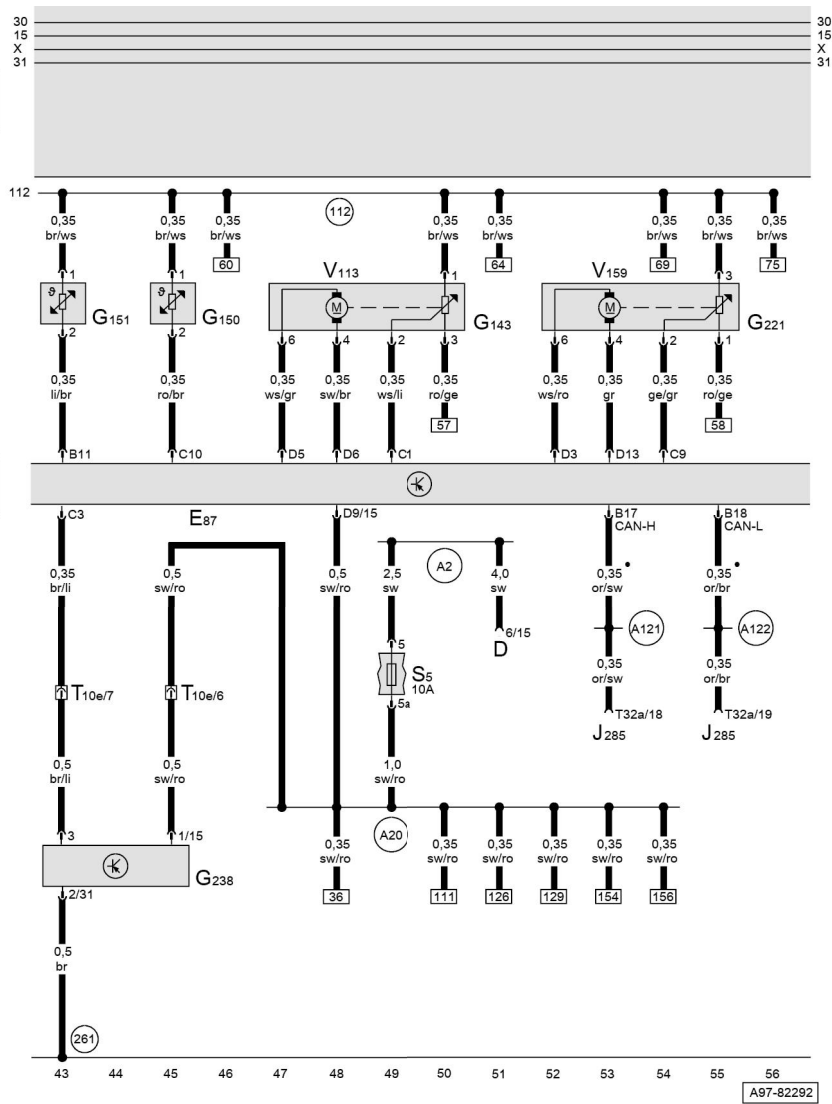 30 30
15 15
X X
31 31
112
0,35 0,35 0,35 112 0,35 0,35 0,35 0,35 0,35
br/ws br/ws br/ws br/ws br/ws br/ws br/ws br/ws
60 64 69 75
1 1 V113 1 V159 3
ϑ G151 ϑ G150 M G143 M G221
2 2 6 4 2 3 6 4 2 1
0,35 0,35 0,35 0,35 0,35 0,35 0,35 0,35 0,35 0,35
li/br ro/br ws/gr sw/br ws/li ro/ge ws/ro gr ge/gr ro/ge
57 58
B11 C10 D5 D6 C1 D3 D13 C9
C3 E87 D9/15 B17 B18
CAN-H CAN-L
A2
0,35 0,5 0,5 2,5 4,0 0,35 0,35
br/li sw/ro sw/ro sw sw or/sw or/br
6/15
D
A121 A122
5
S5
10A
5a
0,35 0,35
or/sw or/br
T10e/7 T10e/6
T32a/18 T32a/19
J285 J285
0,5 0,5 1,0
br/li sw/ro sw/ro
3 1/15
A20
0,35 0,35 0,35 0,35 0,35 0,35
sw/ro sw/ro sw/ro sw/ro sw/ro sw/ro
G238
36 111 126 129 154 156
2/31
0,5
br
261
43 44 45 46 47 48 49 50 51 52 53 54 55 56
A97-82292